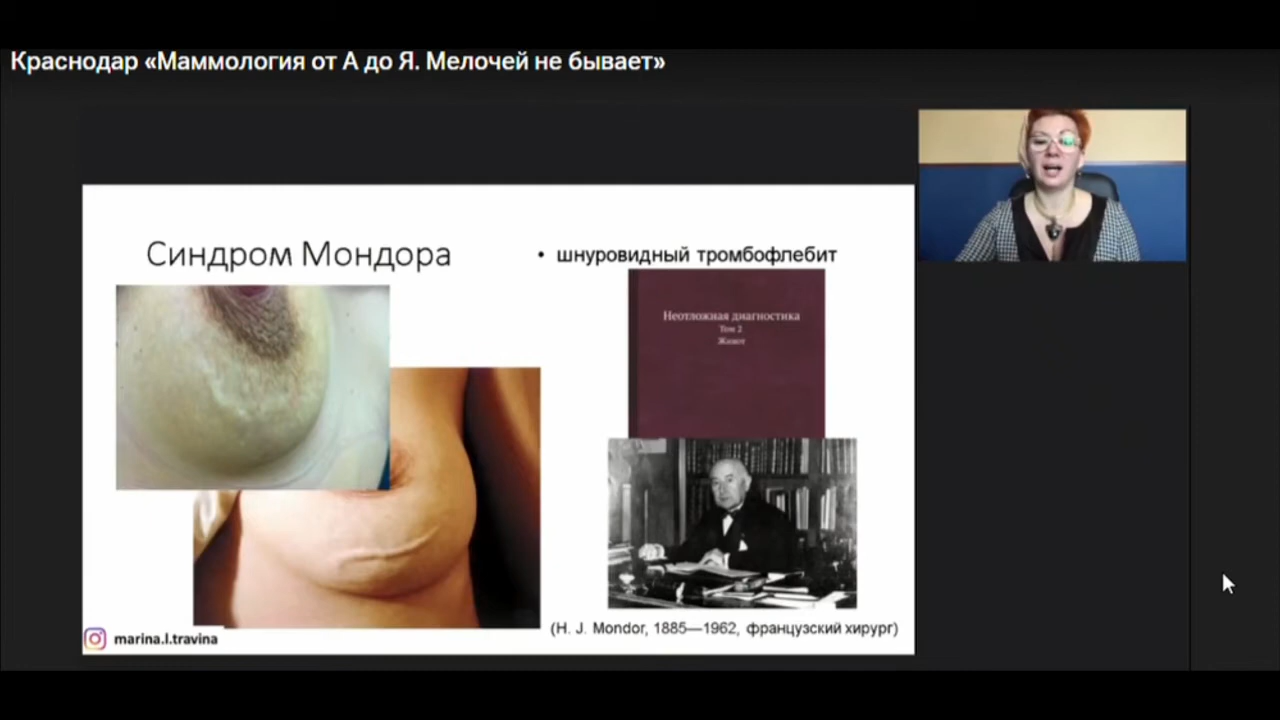 Краснодар «Маммология от А до Я. Мелочей не бывает»
Синдром Мондора
• шнуровидный тромбофлебит
Неотложная диагностика
Том 2
Живот
(H. J. Mondor, 1885—1962, французский хирург)
marina.l.travina